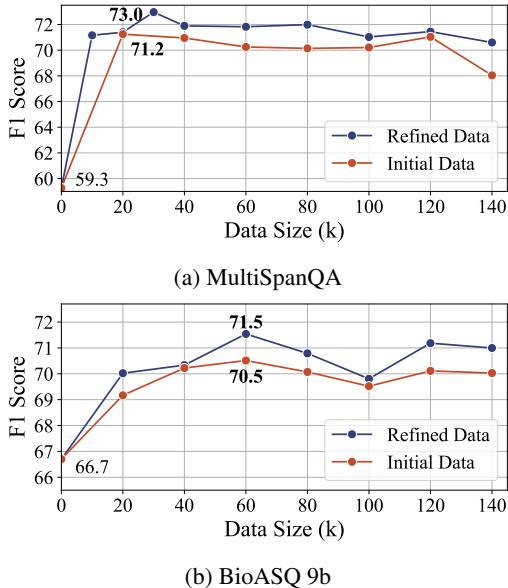 72
70
68
66
64
62
60
F1 Score
73.0
71.2
59.3
Refined Data
Initial Data
0 20 40 60 80 100 120 140
Data Size (k)
(a) MultiSpanQA
72
71
70
69
68
67
66
F1 Score
71.5
70.5
66.7
Refined Data
Initial Data
0 20 40 60 80 100 120 140
Data Size (k)
(b) BioASQ 9b